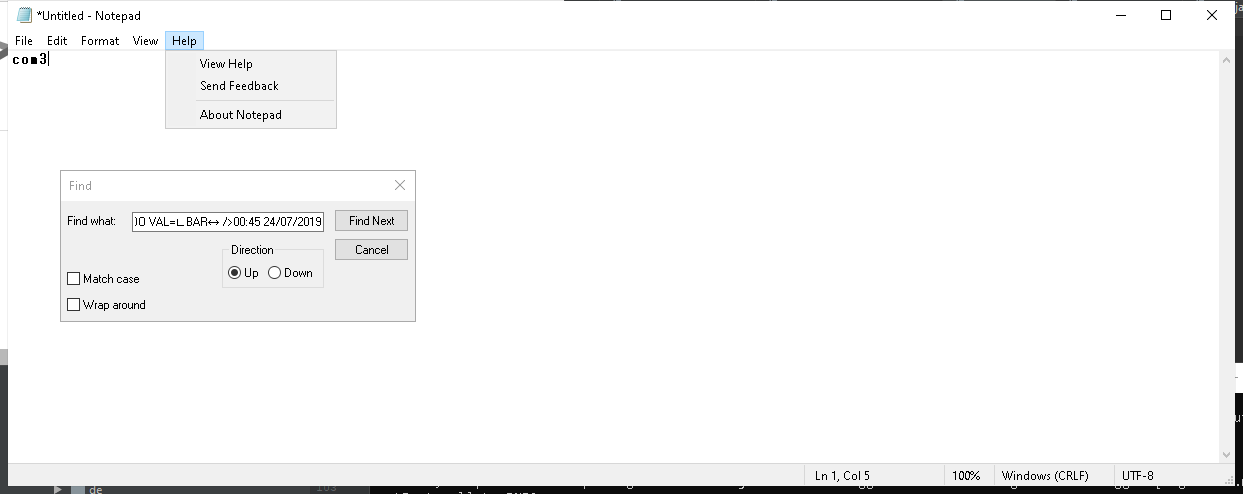 *Untitled - Notepad
File Edit Format View Help
com3
View Help
Send Feedback
About Notepad
Find
Find what: )O VAL=∟ BAR↔ />00:45 24/07/2019 Find Next
Direction Cancel
Up Down
Match case
Wrap around
Ln 1, Col 5 100% Windows (CRLF) UTF-8
de 103